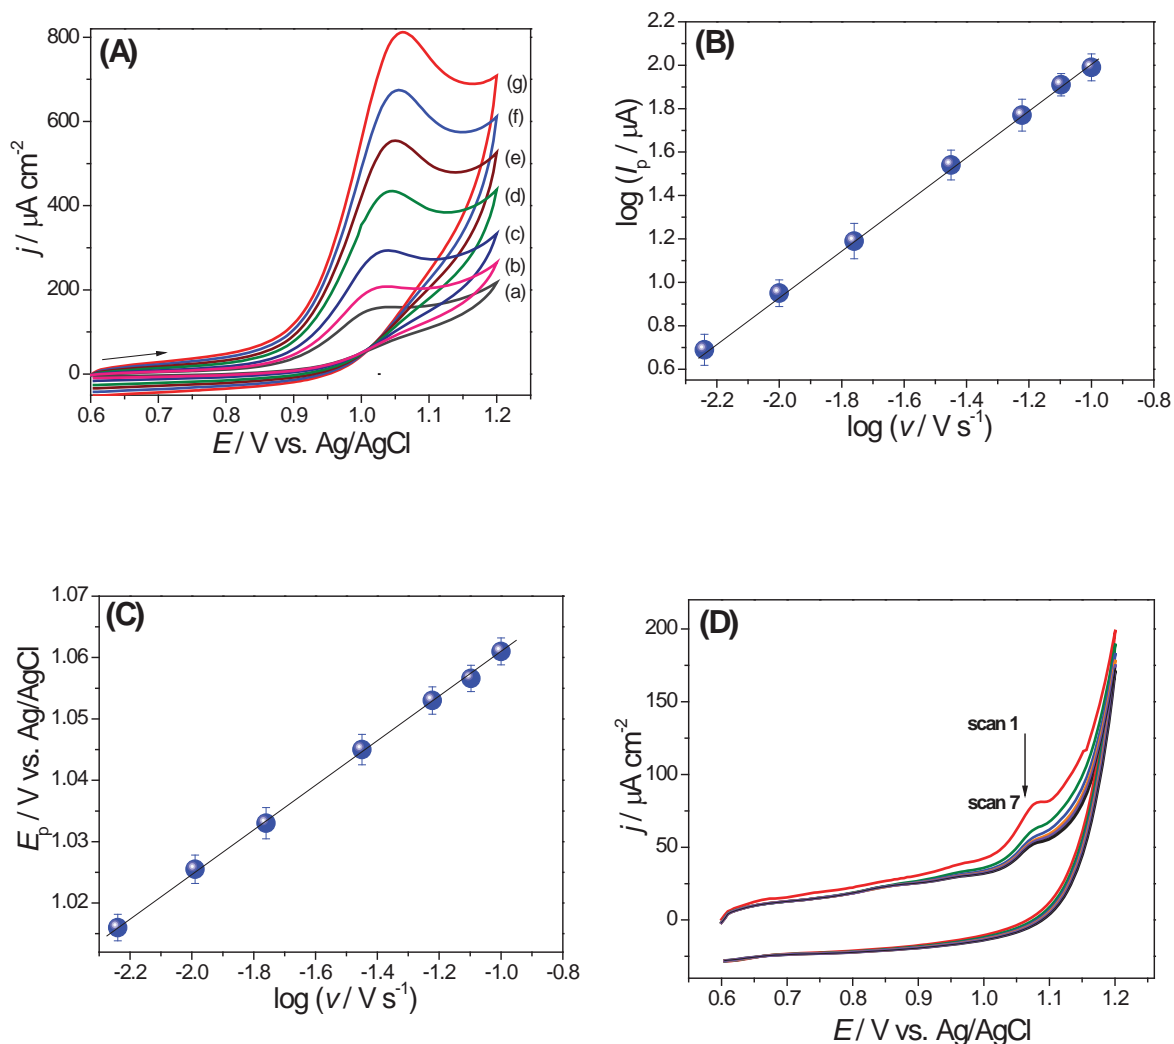 (A)
800
600
400
200
0
j / μA cm-2
(g)
(f)
(e)
(d)
(c)
(b)
(a)
0.6 0.7 0.8 0.9 1.0 1.1 1.2
E / V vs. Ag/AgCl
(B)
2.2
2.0
1.8
1.6
1.4
1.2
1.0
0.8
0.6
log (Ip / μA)
-2.2 -2.0 -1.8 -1.6 -1.4 -1.2 -1.0 -0.8
log (v / V s-1)
(C)
1.07
1.06
1.05
1.04
1.03
1.02
Ep / V vs. Ag/AgCl
-2.2 -2.0 -1.8 -1.6 -1.4 -1.2 -1.0 -0.8
log (v / V s-1)
(D)
200
150
100
50
0
j / μA cm-2
scan 1
scan 7
0.6 0.7 0.8 0.9 1.0 1.1 1.2
E / V vs. Ag/AgCl